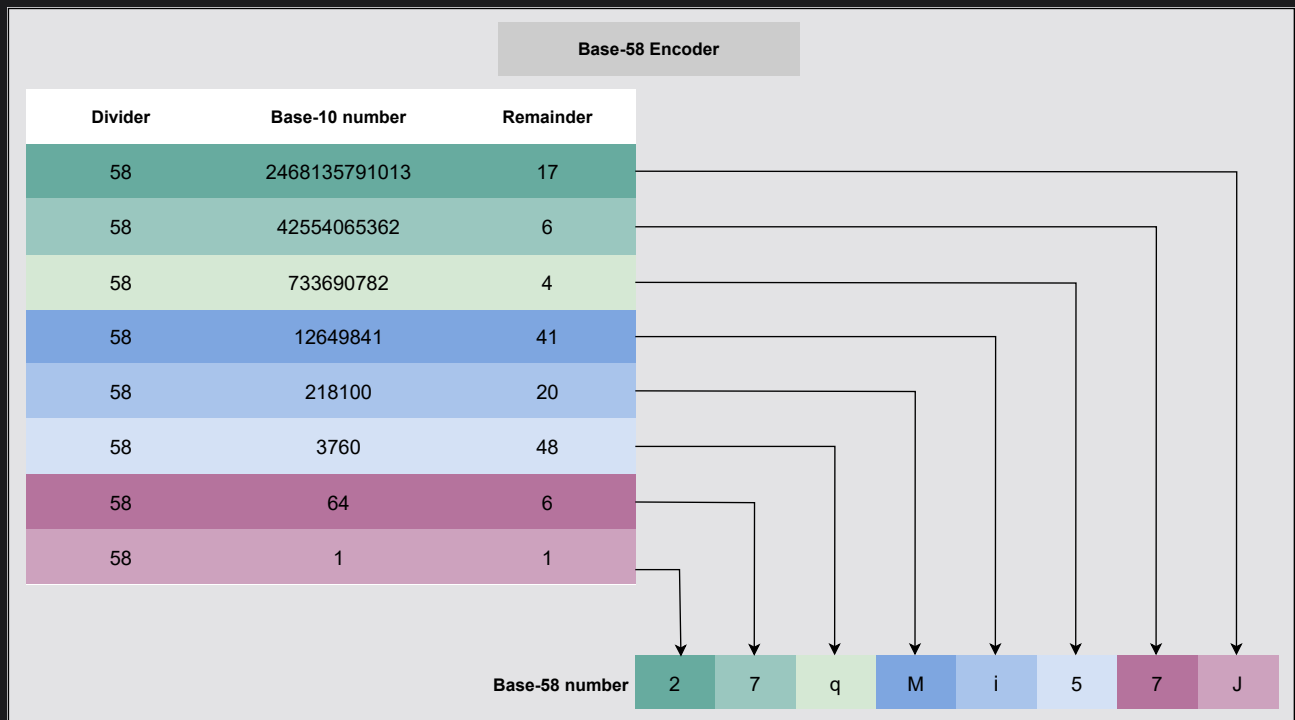 Base-58 Encoder
Divider Base-10 number Remainder
58 2468135791013 17
58 42554065362 6
58 733690782 4
58 12649841 41
58 218100 20
58 3760 48
58 64 6
58 1 1
Base-58 number 2 7 q M i 5 7 J